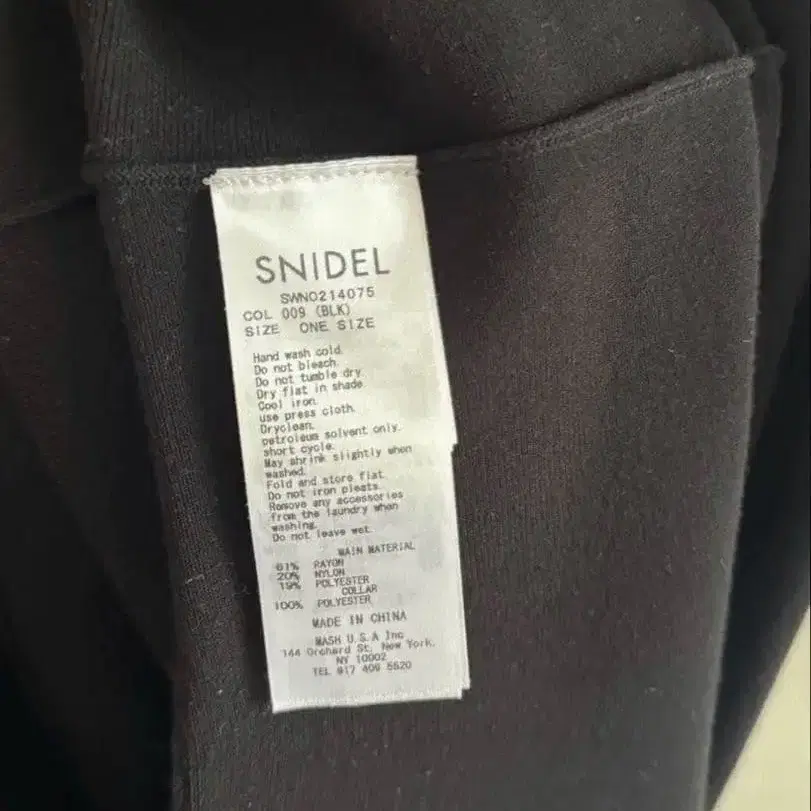 SNIDEL
SWNO214075
COL 009 (BLK)
SIZE ONE SIZE
Hand wash cold.
Do not bleach.
Do not tumble dry.
Dry flat in shade
Cool iron.
use press cloth.
Dryclean.
petroleum solvent only.
short cycle.
May shrink slightly when
washed.
Fold and store flat.
Do not iron pleats.
Remove any accessories
from the laundry when
washing.
Do not leave wet.
MAIN MATERIAL
61% RAYON
20% NYLON
19% POLYESTER
COLLAR
100% POLYESTER
MADE IN CHINA
MASH U.S.A Inc
144 Orchard St, New York,
NY 10002
TEL 917 409 5520